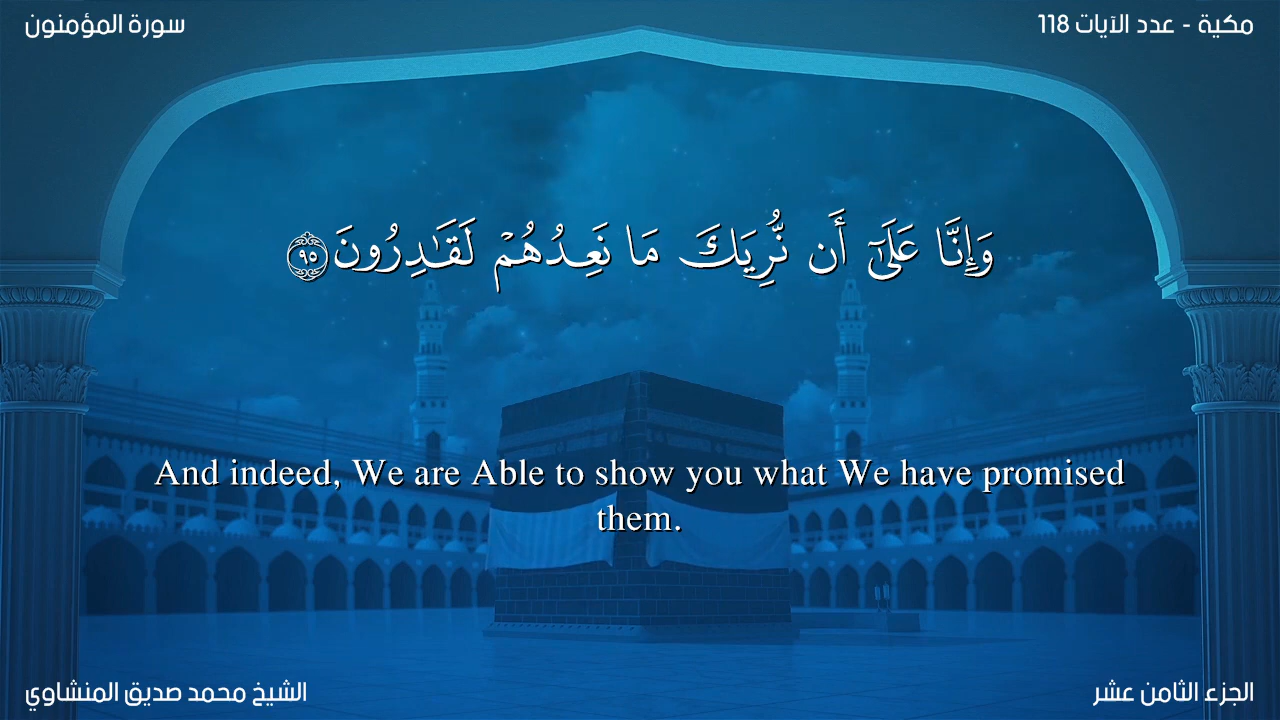 سورة المؤمنون
مكية - عدد الآيات 118
وَإِنَّا عَلَىٰٓ أَن نُّرِيَكَ مَا نَعِدُهُمْ لَقَـٰدِرُونَ ٩٥
And indeed, We are Able to show you what We have promised
them.
الشيخ محمد صديق المنشاوي
الجزء الثامن عشر